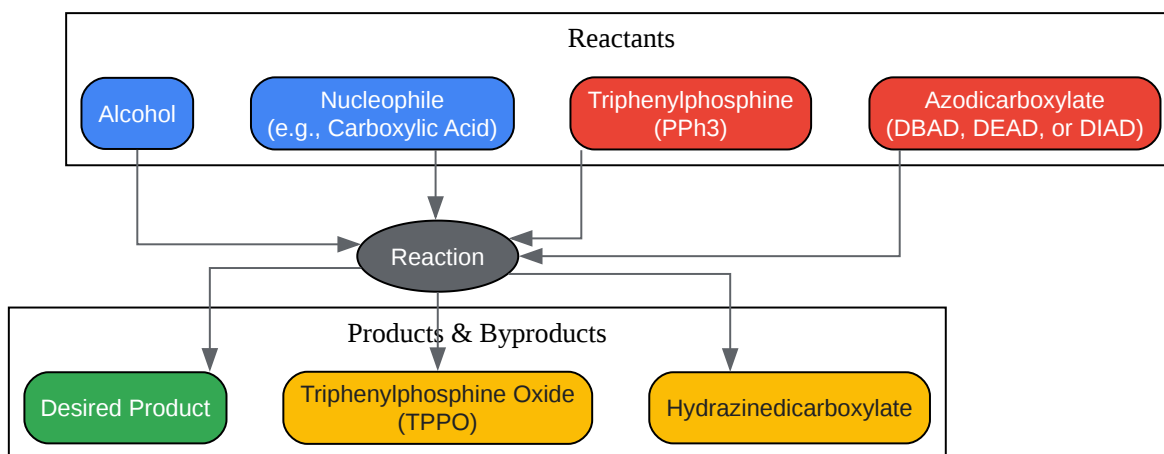 Reactants
Alcohol
Nucleophile
(e.g., Carboxylic Acid)
Triphenylphosphine
(PPh3)
Azodicarboxylate
(DBAD, DEAD, or DIAD)
Reaction
Products & Byproducts
Desired Product
Triphenylphosphine Oxide
(TPPO)
Hydrazinedicarboxylate